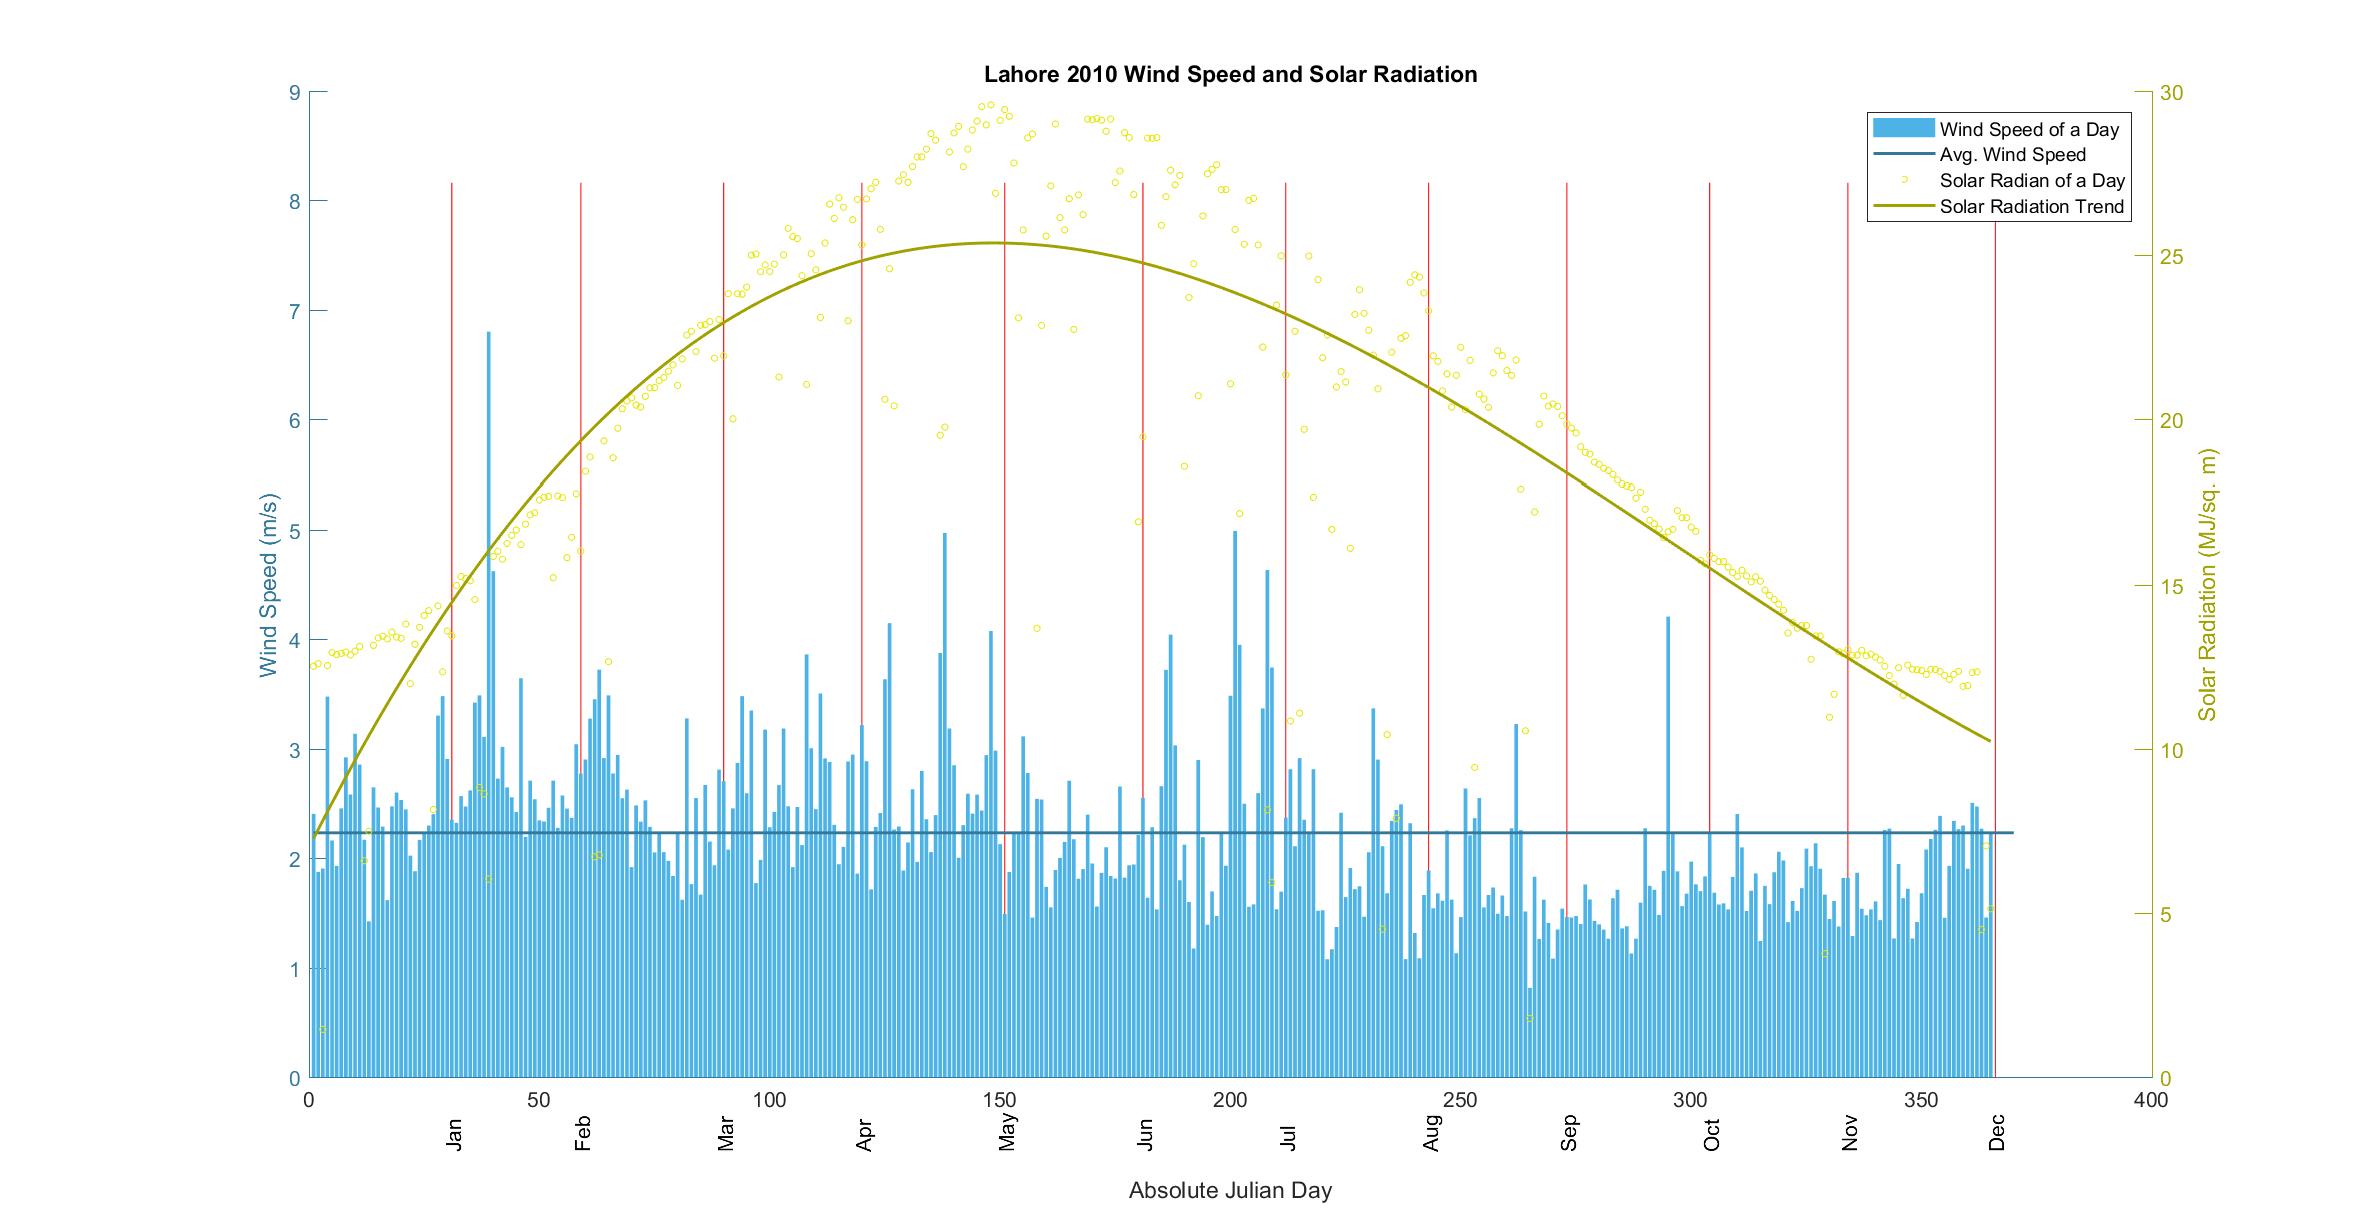 Lahore 2010 Wind Speed and Solar Radiation
9
8
7
6
5
4
3
2
1
0
Wind Speed (m/s)
30
25
20
15
10
5
0
Solar Radiation (MJ/sq. m)
Wind Speed of a Day
Avg. Wind Speed
Solar Radian of a Day
Solar Radiation Trend
0 50 100 150 200 250 300 350 400
Jan Feb Mar Apr May Jun Jul Aug Sep Oct Nov Dec
Absolute Julian Day